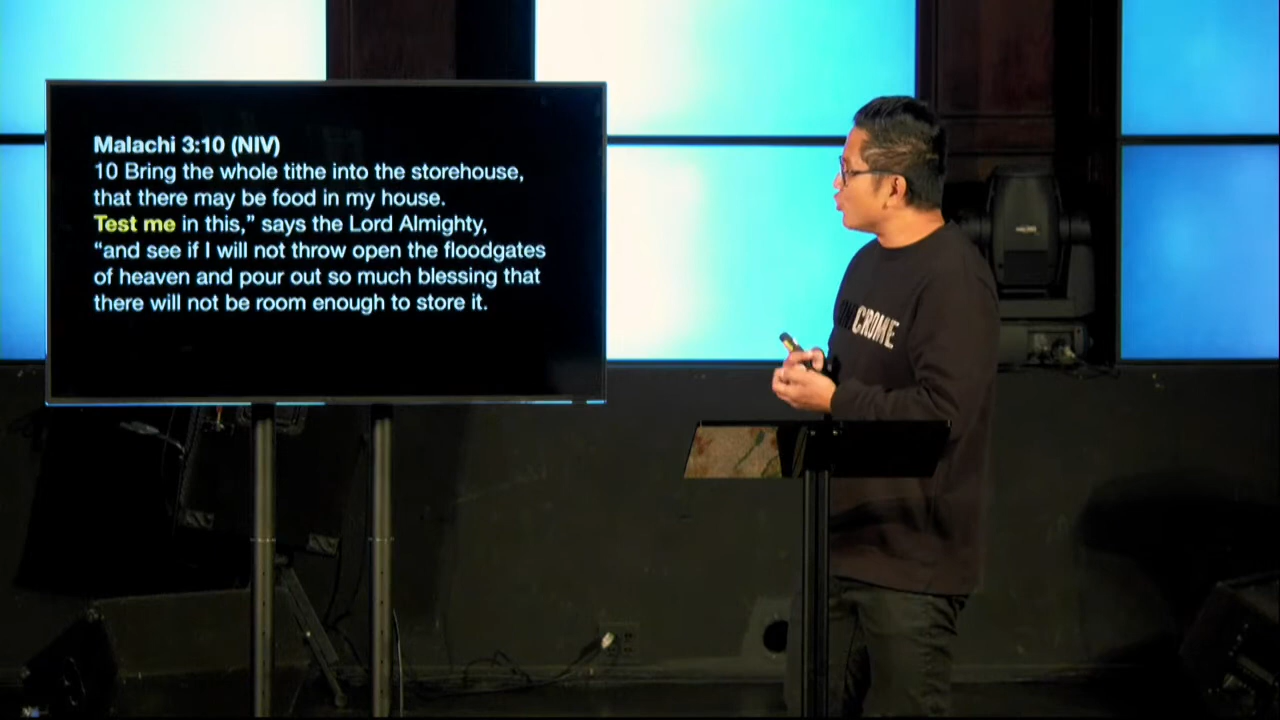 Malachi 3:10 (NIV)
10 Bring the whole tithe into the storehouse,
that there may be food in my house.
Test me in this,” says the Lord Almighty,
“and see if I will not throw open the floodgates
of heaven and pour out so much blessing that
there will not be room enough to store it.
CROME